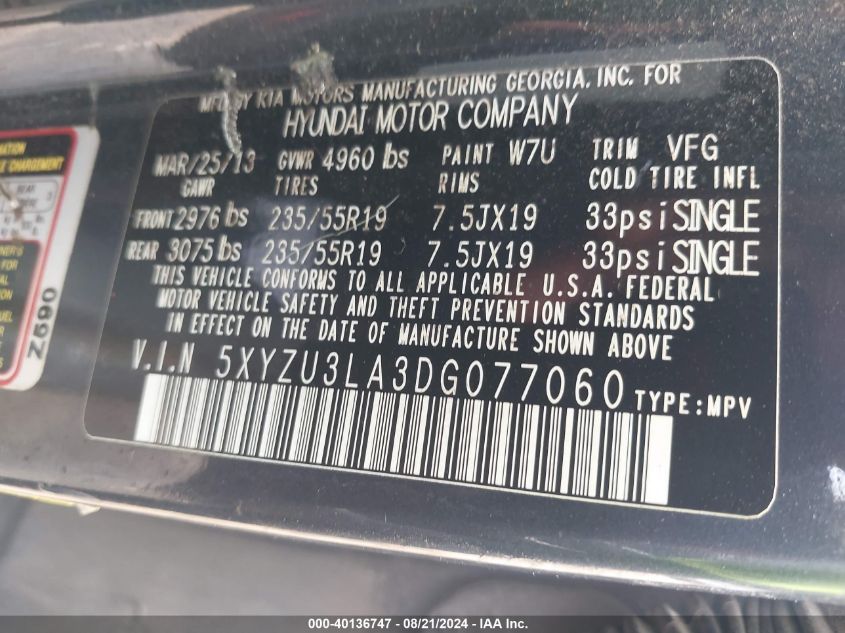 MFD BY KIA MOTORS MANUFACTURING GEORGIA, INC. FOR
HYUNDAI MOTOR COMPANY
MAR/25/13 GVWR 4960 lbs PAINT W7U TRIM VFG
GAWR TIRES RIMS COLD TIRE INFL
FRONT 2976 lbs 235/55R19 7.5JX19 33psi SINGLE
REAR 3075 lbs 235/55R19 7.5JX19 33psi SINGLE
THIS VEHICLE CONFORMS TO ALL APPLICABLE U.S.A. FEDERAL
MOTOR VEHICLE SAFETY AND THEFT PREVENTION STANDARDS
IN EFFECT ON THE DATE OF MANUFACTURE SHOWN ABOVE.
V.I.N 5XYZU3LA3DG077060 TYPE:MPV
REAR
FOR
Z690
000-40136747 - 08/21/2024 - IAA Inc.